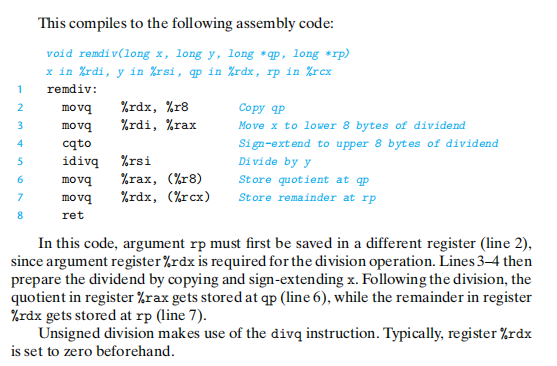 This compiles to the following assembly code:
void remdiv(long x, long y, long *qp, long *rp)
x in %rdi, y in %rsi, qp in %rdx, rp in %rcx
1 remdiv:
2 movq %rdx, %r8 Copy qp
3 movq %rdi, %rax Move x to lower 8 bytes of dividend
4 cqto Sign-extend to upper 8 bytes of dividend
5 idivq %rsi Divide by y
6 movq %rax, (%r8) Store quotient at qp
7 movq %rdx, (%rcx) Store remainder at rp
8 ret
In this code, argument rp must first be saved in a different register (line 2),
since argument register %rdx is required for the division operation. Lines 3–4 then
prepare the dividend by copying and sign-extending x. Following the division, the
quotient in register %rax gets stored at qp (line 6), while the remainder in register
%rdx gets stored at rp (line 7).
Unsigned division makes use of the divq instruction. Typically, register %rdx
is set to zero beforehand.